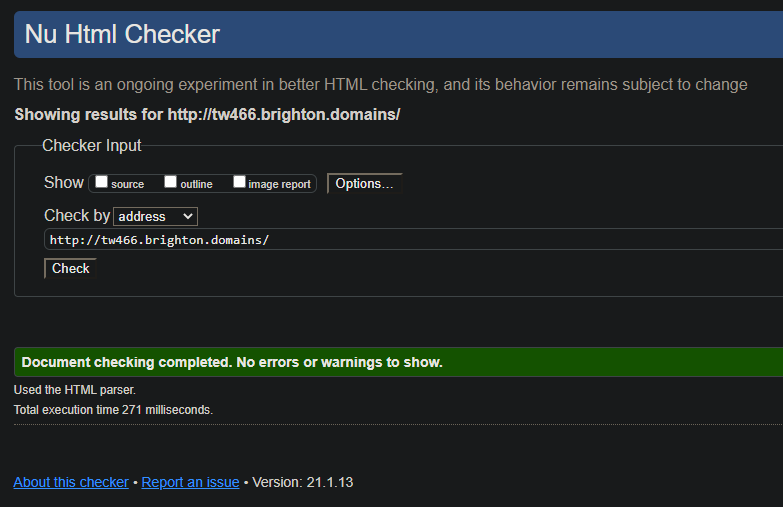 Nu Html Checker
This tool is an ongoing experiment in better HTML checking, and its behavior remains subject to change
Showing results for http://tw466.brighton.domains/
Checker Input
Show source outline image report Options...
Check by address
http://tw466.brighton.domains/
Check
Document checking completed. No errors or warnings to show.
Used the HTML parser.
Total execution time 271 milliseconds.
About this checker • Report an issue • Version: 21.1.13